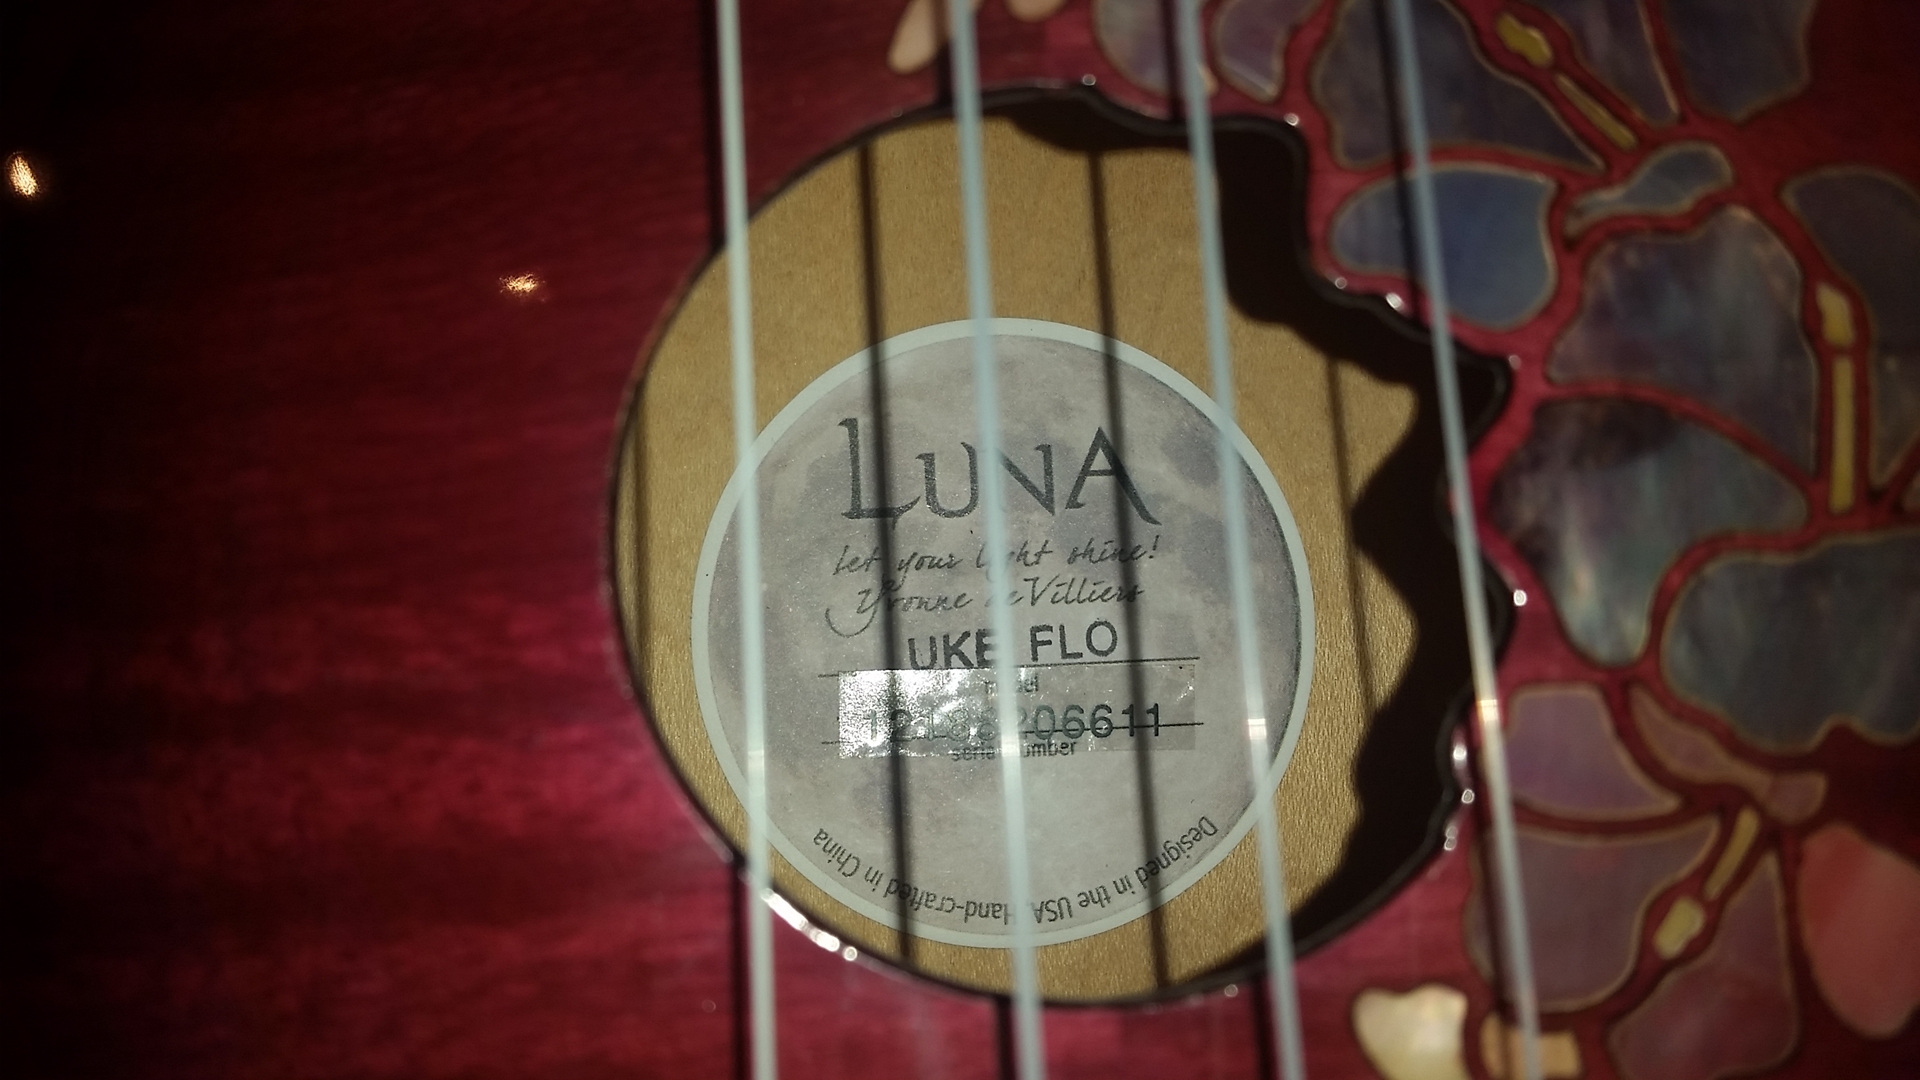 LUNA
Let your light shine!
Yvonne deVilliers
UKE FLO
model
serial number
Designed in the USA. Hand-crafted in China